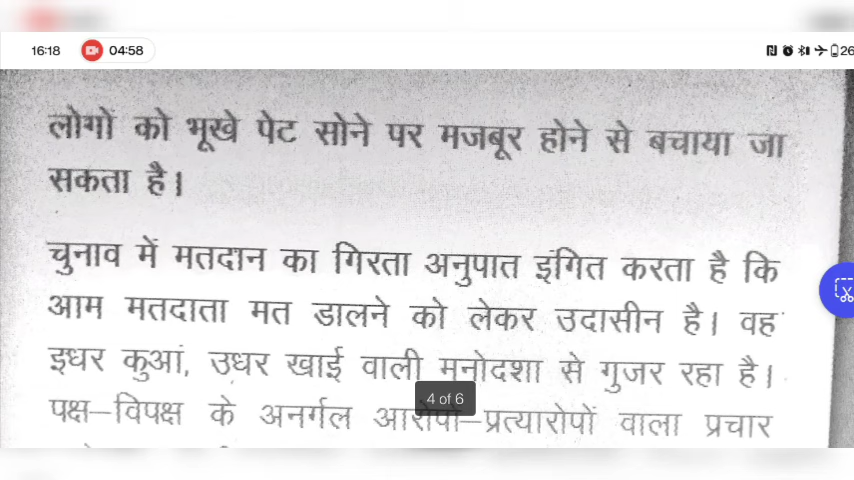 16:18 04:58 26
लोगों को भूखे पेट सोने पर मजबूर होने से बचाया जा
सकता है।
चुनाव में मतदान का गिरता अनुपात इंगित करता है कि
आम मतदाता मत डालने को लेकर उदासीन है। वह
इधर कुआं, उधर खाई वाली मनोदशा से गुजर रहा है।
4 of 6
पक्ष–विपक्ष के अनर्गल आरोपो–प्रत्यारोपों वाला प्रचार